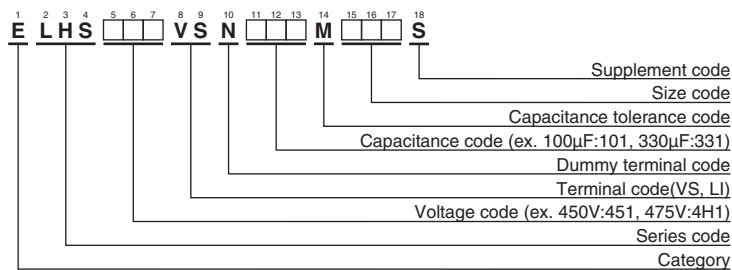 1 2 3 4 5 6 7 8 9 10 11 12 13 14 15 16 17 18
E L H S □□□ V S N □□□ M □□□ S
Supplement code
Size code
Capacitance tolerance code
Capacitance code (ex. 100μF:101, 330μF:331)
Dummy terminal code
Terminal code(VS, LI)
Voltage code (ex. 450V:451, 475V:4H1)
Series code
Category